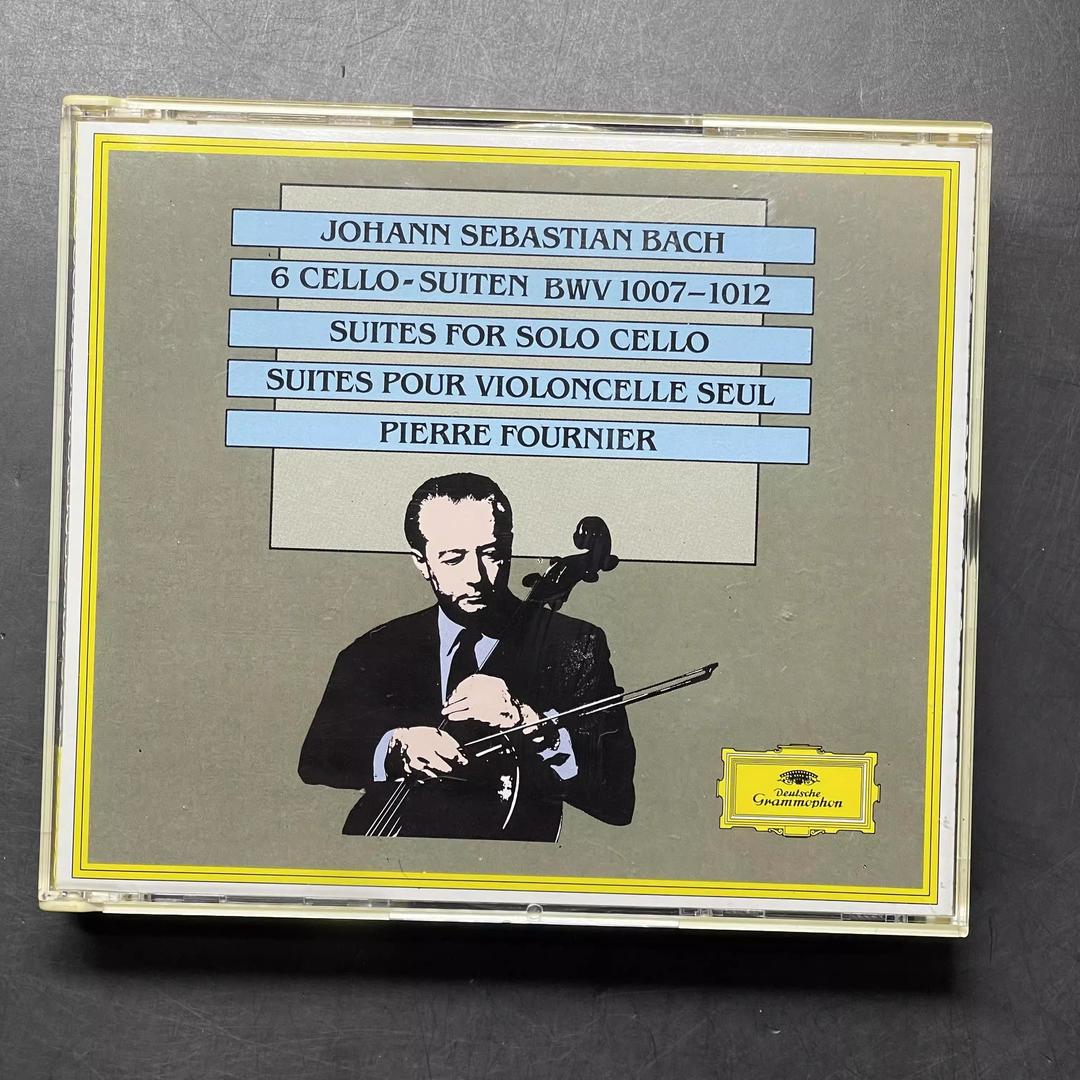 JOHANN SEBASTIAN BACH
6 CELLO-SUITEN BWV 1007–1012
SUITES FOR SOLO CELLO
SUITES POUR VIOLONCELLE SEUL
PIERRE FOURNIER
Deutsche
Grammophon